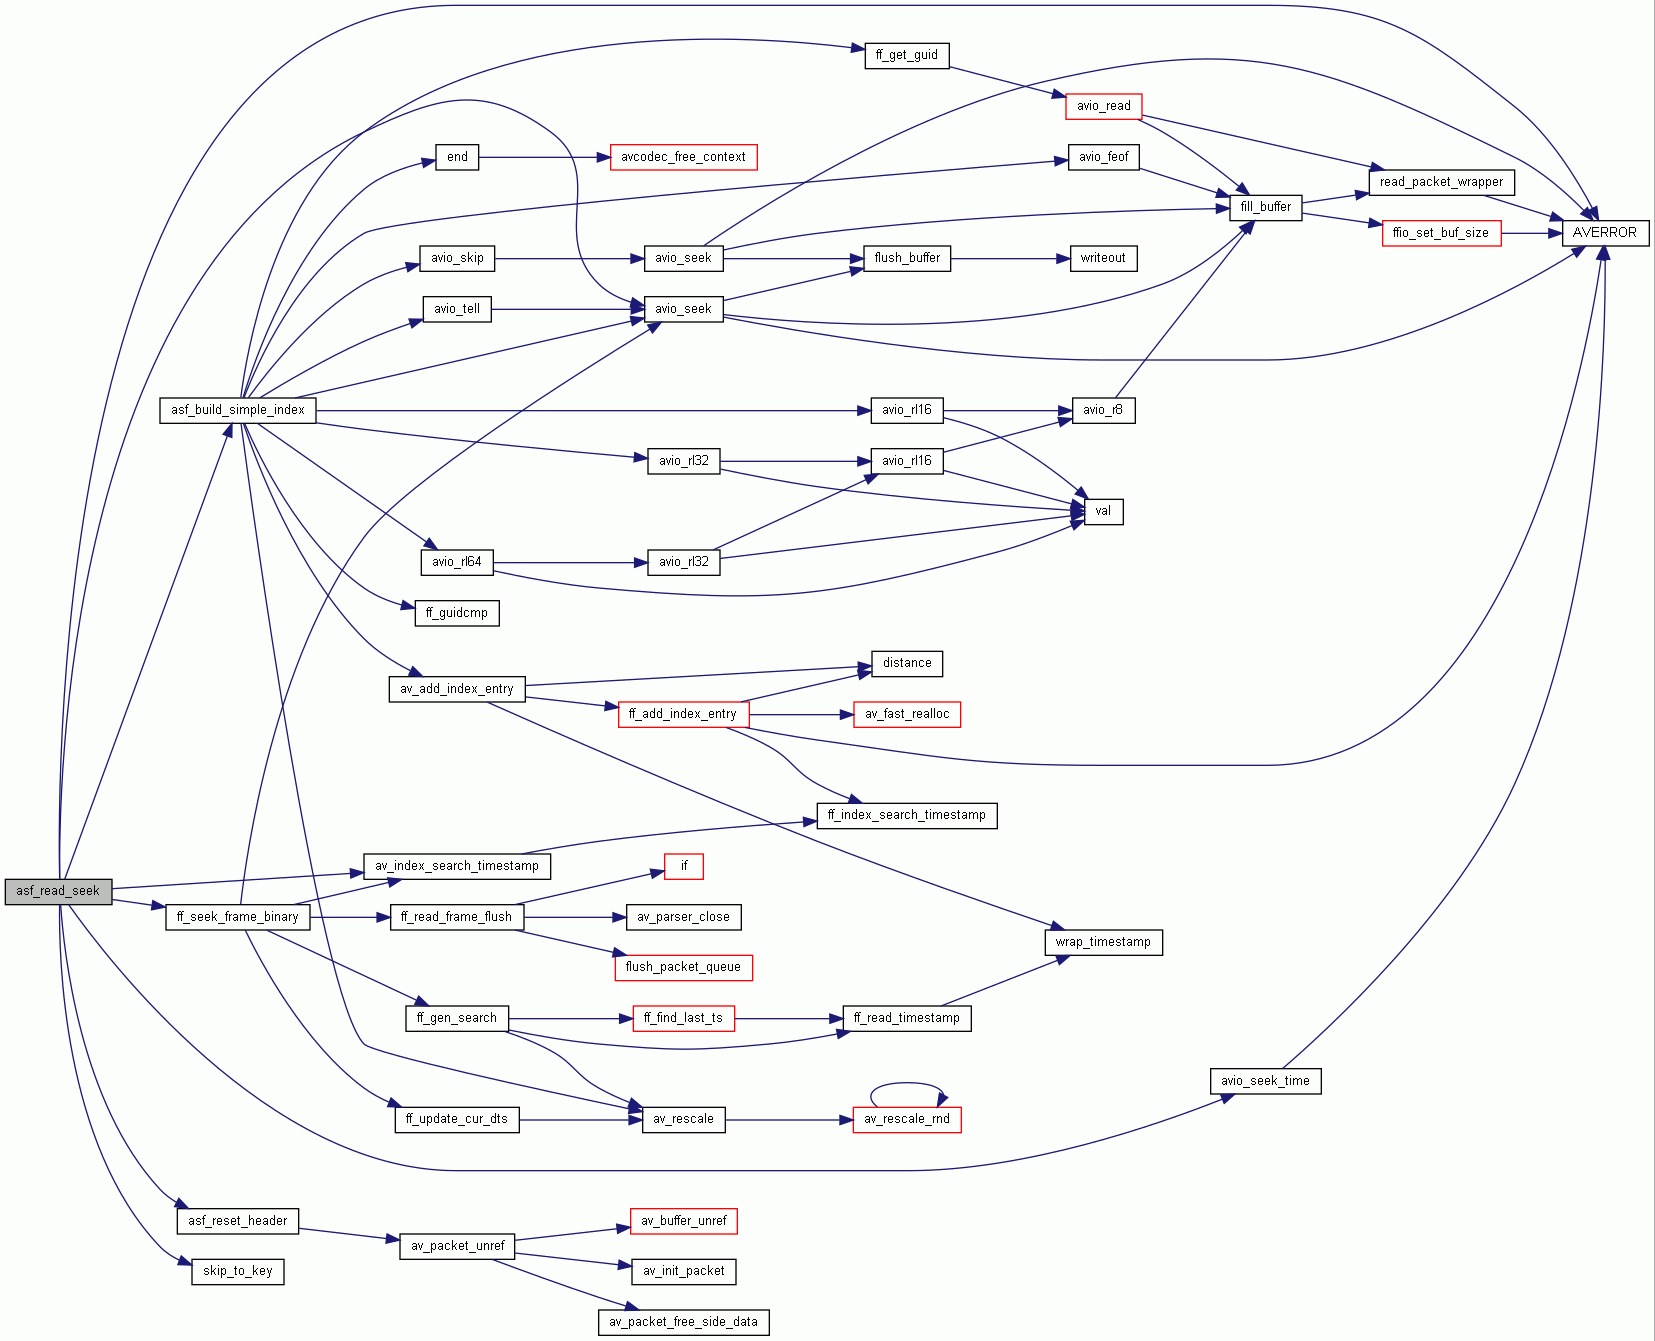 ff_get_guid
avio_read
end
avcodec_free_context
avio_feof
read_packet_wrapper
fill_buffer
ffio_set_buf_size
AVERROR
avio_skip
avio_seek
flush_buffer
writeout
avio_tell
avio_seek
asf_build_simple_index
avio_rl16
avio_r8
avio_rl32
avio_rl16
val
avio_rl64
avio_rl32
ff_guidcmp
distance
av_add_index_entry
ff_add_index_entry
av_fast_realloc
ff_index_search_timestamp
av_index_search_timestamp
if
asf_read_seek
ff_seek_frame_binary
ff_read_frame_flush
av_parser_close
wrap_timestamp
flush_packet_queue
ff_gen_search
ff_find_last_ts
ff_read_timestamp
avio_seek_time
ff_update_cur_dts
av_rescale
av_rescale_rnd
asf_reset_header
av_buffer_unref
av_packet_unref
skip_to_key
av_init_packet
av_packet_free_side_data